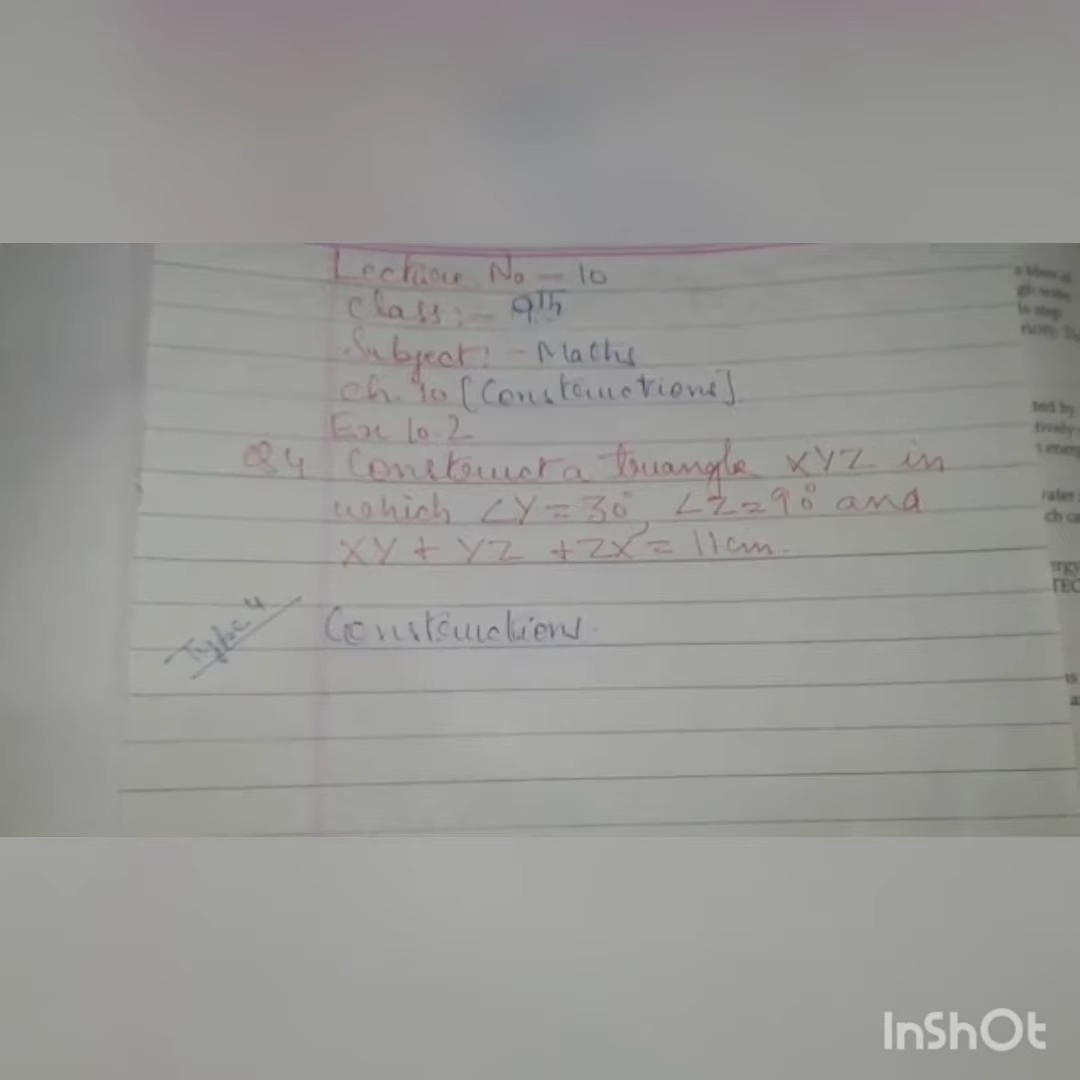 Lecture No - 10
Class :- 9th
Subject :- Maths
Ch. 10 [Constructions].
Ex 10.2
Q4 Construct a triangle XYZ in
which ∠Y = 30°, ∠Z = 90° and
XY + YZ + ZX = 11cm.
Type 4
Constructions.
InShOt